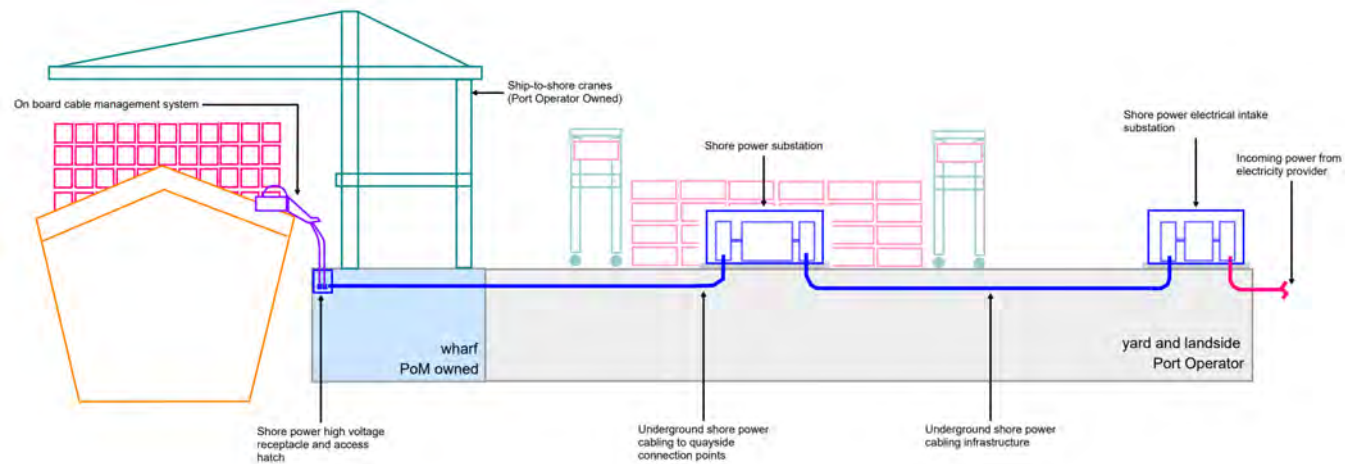 Ship-to-shore cranes
(Port Operator Owned)
On board cable management system
Shore power electrical intake
substation
Shore power substation
Incoming power from
electricity provider
wharf
PoM owned
yard and landside
Port Operator
Shore power high voltage
receptacle and access
hatch
Underground shore power
cabling to quayside
connection points
Underground shore power
cabling infrastructure